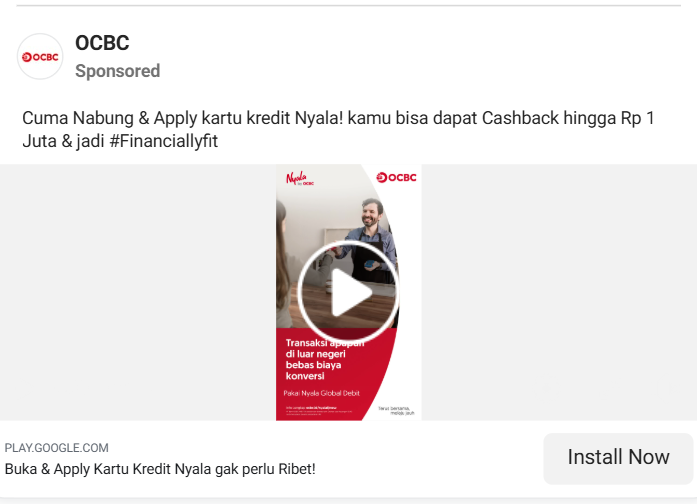 OCBC
OCBC
Sponsored
Cuma Nabung & Apply kartu kredit Nyala! kamu bisa dapat Cashback hingga Rp 1
Juta & jadi #Financiallyfit
Nyala
by OCBC
OCBC
Transaksi apapun
di luar negeri
bebas biaya
konversi
Pakai Nyala Global Debit
Terus bersama,
melaju jauh.
PLAY.GOOGLE.COM
Buka & Apply Kartu Kredit Nyala gak perlu Ribet!
Install Now